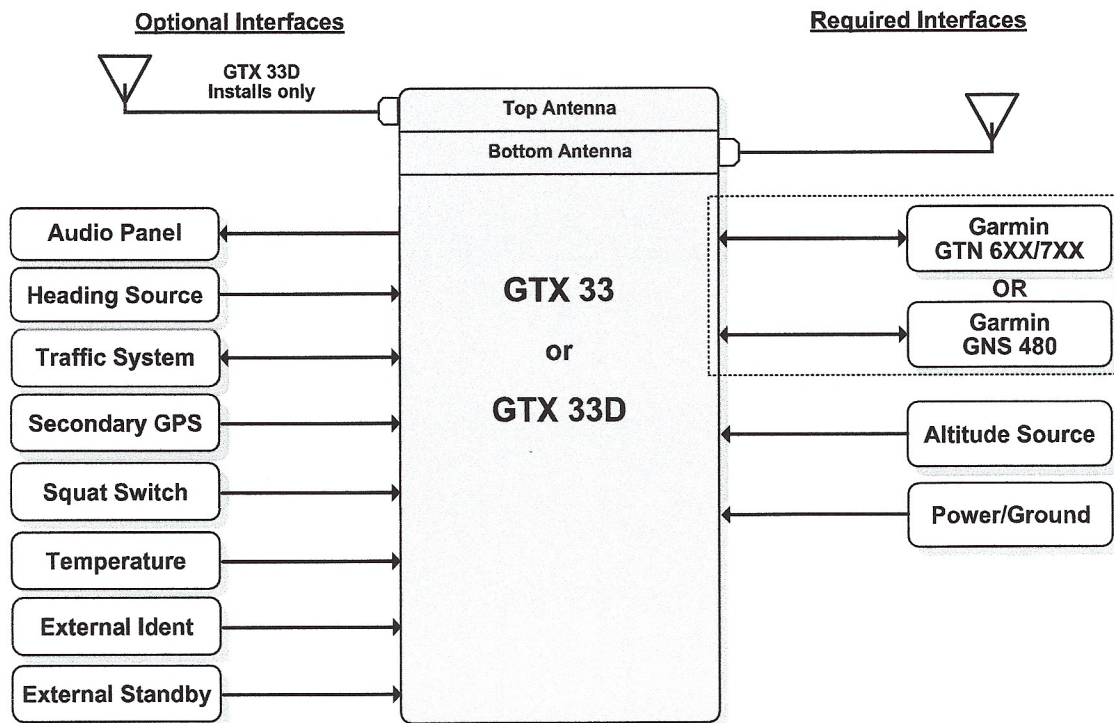 Optional Interfaces
Required Interfaces
GTX 33D
Installs only
Top Antenna
Bottom Antenna
Audio Panel
Heading Source
Traffic System
Secondary GPS
Squat Switch
Temperature
External Ident
External Standby
GTX 33
or
GTX 33D
Garmin
GTN 6XX/7XX
OR
Garmin
GNS 480
Altitude Source
Power/Ground